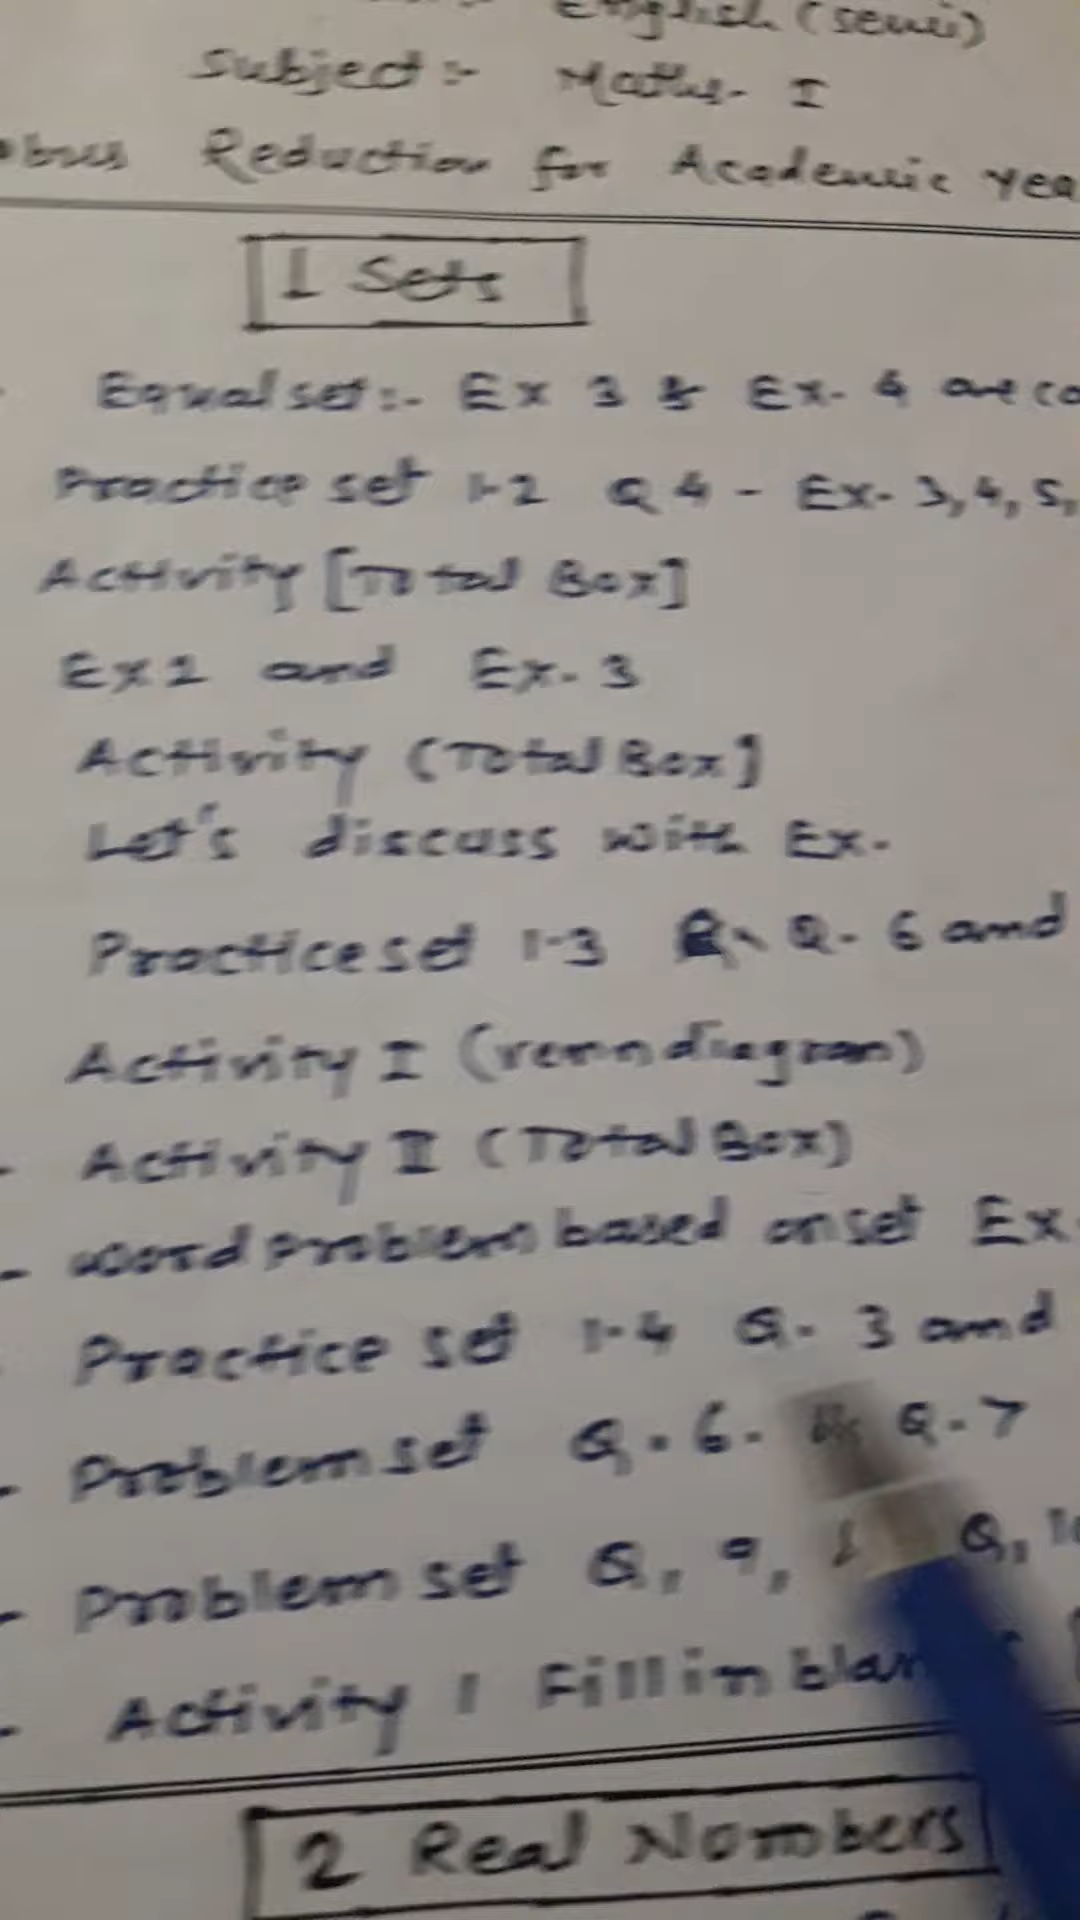 English (semi)
Subject :- Maths- I
Reduction for Academic
1 Sets
Equal set :- Ex 3 & Ex. 4 are
Practice set 1.2 Q 4 - Ex. 3, 4, 5,
Activity [Total Box]
Ex 2 and Ex. 3
Activity (Total Box]
Let's discuss with Ex.
Practice set 1.3 Q. 6 and
Activity I (venn diagram)
- Activity II (Total Box)
- word problem based on set Ex
Practice set 1.4 Q. 3 and
- Problem set Q. 6. & Q. 7
- Problem set Q, 9, Q,
- Activity 1 Fill in
2 Real Nombers